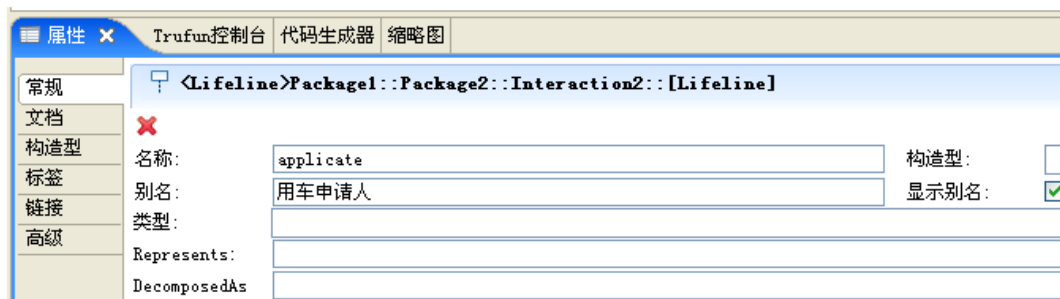 属性 Trufun控制台 代码生成器 缩略图
常规
文档
构造型
标签
链接
高级
<Lifeline>Package1::Package2::Interaction2::[Lifeline]
名称: applicate 构造型:
别名: 用车申请人 显示别名:
类型:
Represents:
DecomposedAs